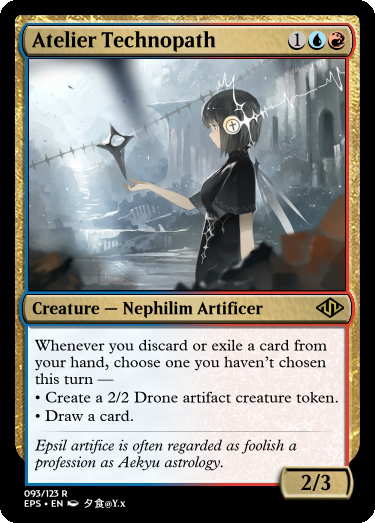 Atelier Technopath
1
Creature — Nephilim Artificer
Whenever you discard or exile a card from
your hand, choose one you haven't chosen
this turn —
• Create a 2/2 Drone artifact creature token.
• Draw a card.
Epsil artifice is often regarded as foolish a
profession as Aekyu astrology.
2/3
093/123 R
EPS • EN 夕食@Y.x